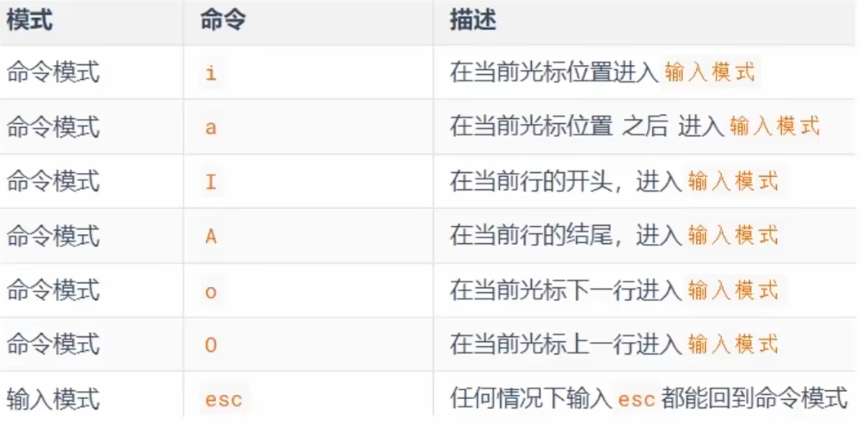 模式 命令 描述
命令模式 i 在当前光标位置进入 输入模式
命令模式 a 在当前光标位置 之后 进入 输入模式
命令模式 I 在当前行的开头，进入 输入模式
命令模式 A 在当前行的结尾，进入 输入模式
命令模式 o 在当前光标下一行进入 输入模式
命令模式 O 在当前光标上一行进入 输入模式
输入模式 esc 任何情况下输入 esc 都能回到命令模式